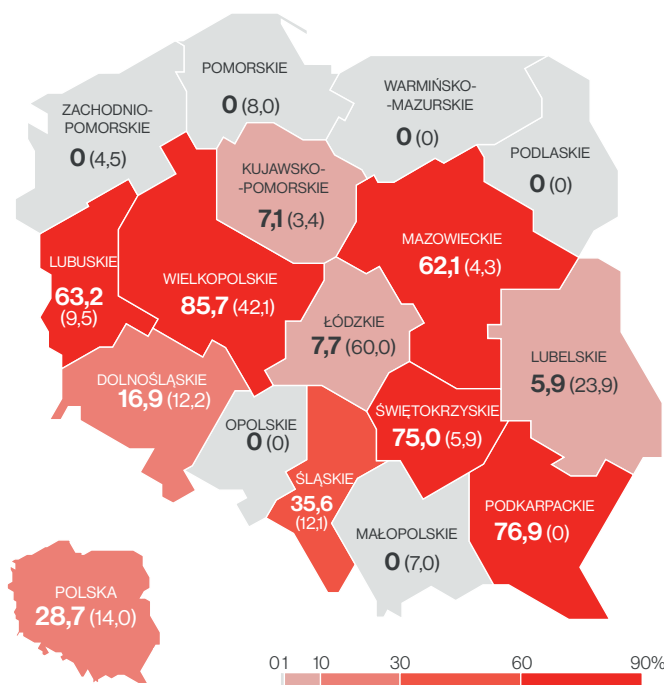 POMORSKIE
0 (8,0)
WARMIŃSKO-
-MAZURSKIE
0 (0)
ZACHODNIO-
POMORSKIE
0 (4,5)
PODLASKIE
0 (0)
KUJAWSKO-
-POMORSKIE
7,1 (3,4)
MAZOWIECKIE
62,1 (4,3)
LUBUSKIE
63,2
(9,5)
WIELKOPOLSKIE
85,7 (42,1)
ŁÓDZKIE
7,7 (60,0)
LUBELSKIE
5,9 (23,9)
DOLNOŚLĄSKIE
16,9 (12,2)
OPOLSKIE
0 (0)
ŚWIĘTOKRZYSKIE
75,0 (5,9)
ŚLĄSKIE
35,6
(12,1)
MAŁOPOLSKIE
0 (7,0)
PODKARPACKIE
76,9 (0)
POLSKA
28,7 (14,0)
0 1 10 30 60 90%